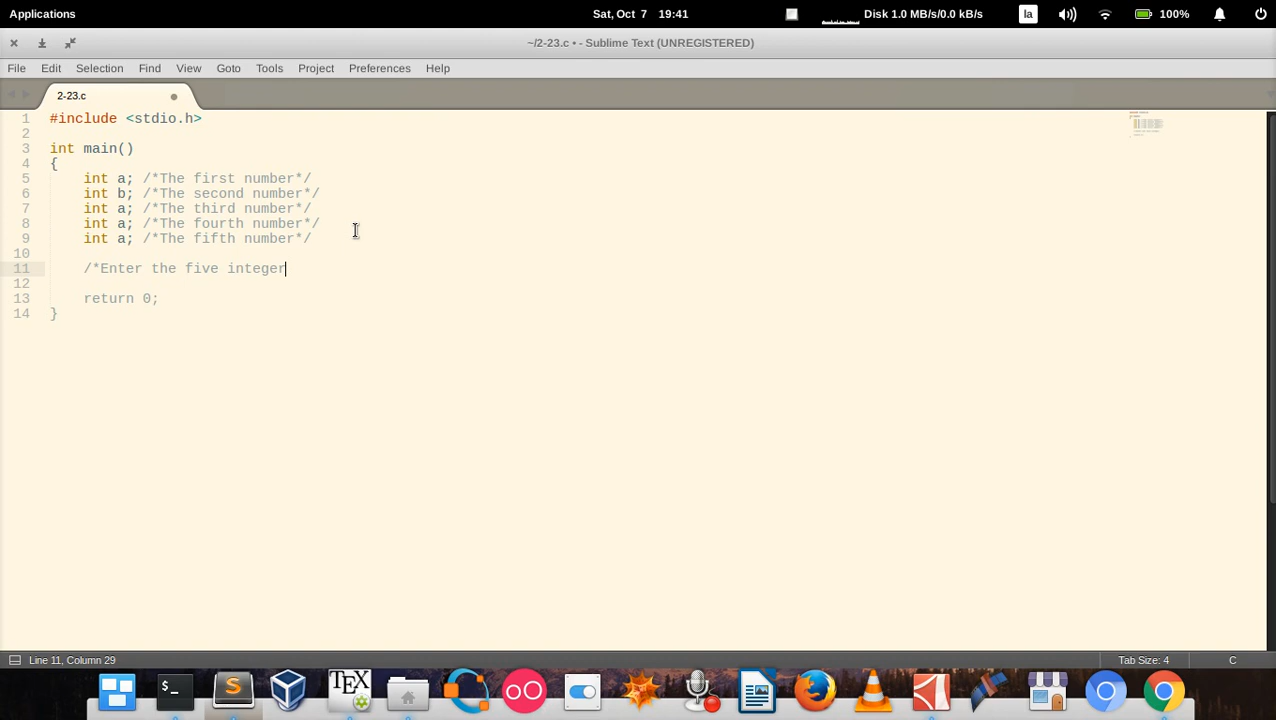 Applications
Sat, Oct 7 19:41
Disk 1.0 MB/s/0.0 kB/s
la
100%
~/2-23.c • - Sublime Text (UNREGISTERED)
File Edit Selection Find View Goto Tools Project Preferences Help
2-23.c
1 #include <stdio.h>
2
3 int main()
4 {
5     int a; /*The first number*/
6     int b; /*The second number*/
7     int a; /*The third number*/
8     int a; /*The fourth number*/
9     int a; /*The fifth number*/
10
11     /*Enter the five integer
12
13     return 0;
14 }
Line 11, Column 29
Tab Size: 4
C
>_
S
TEX